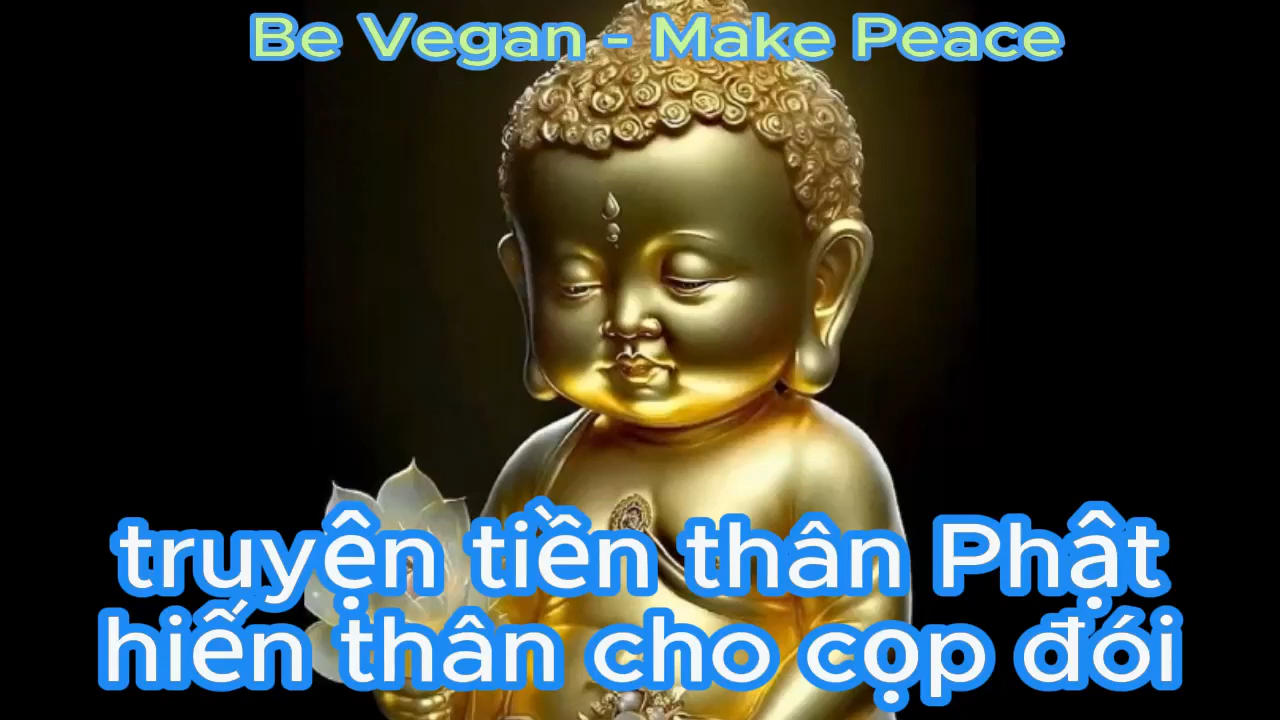 Be Vegan - Make Peace
truyện tiền thân Phật
hiến thân cho cọp đói